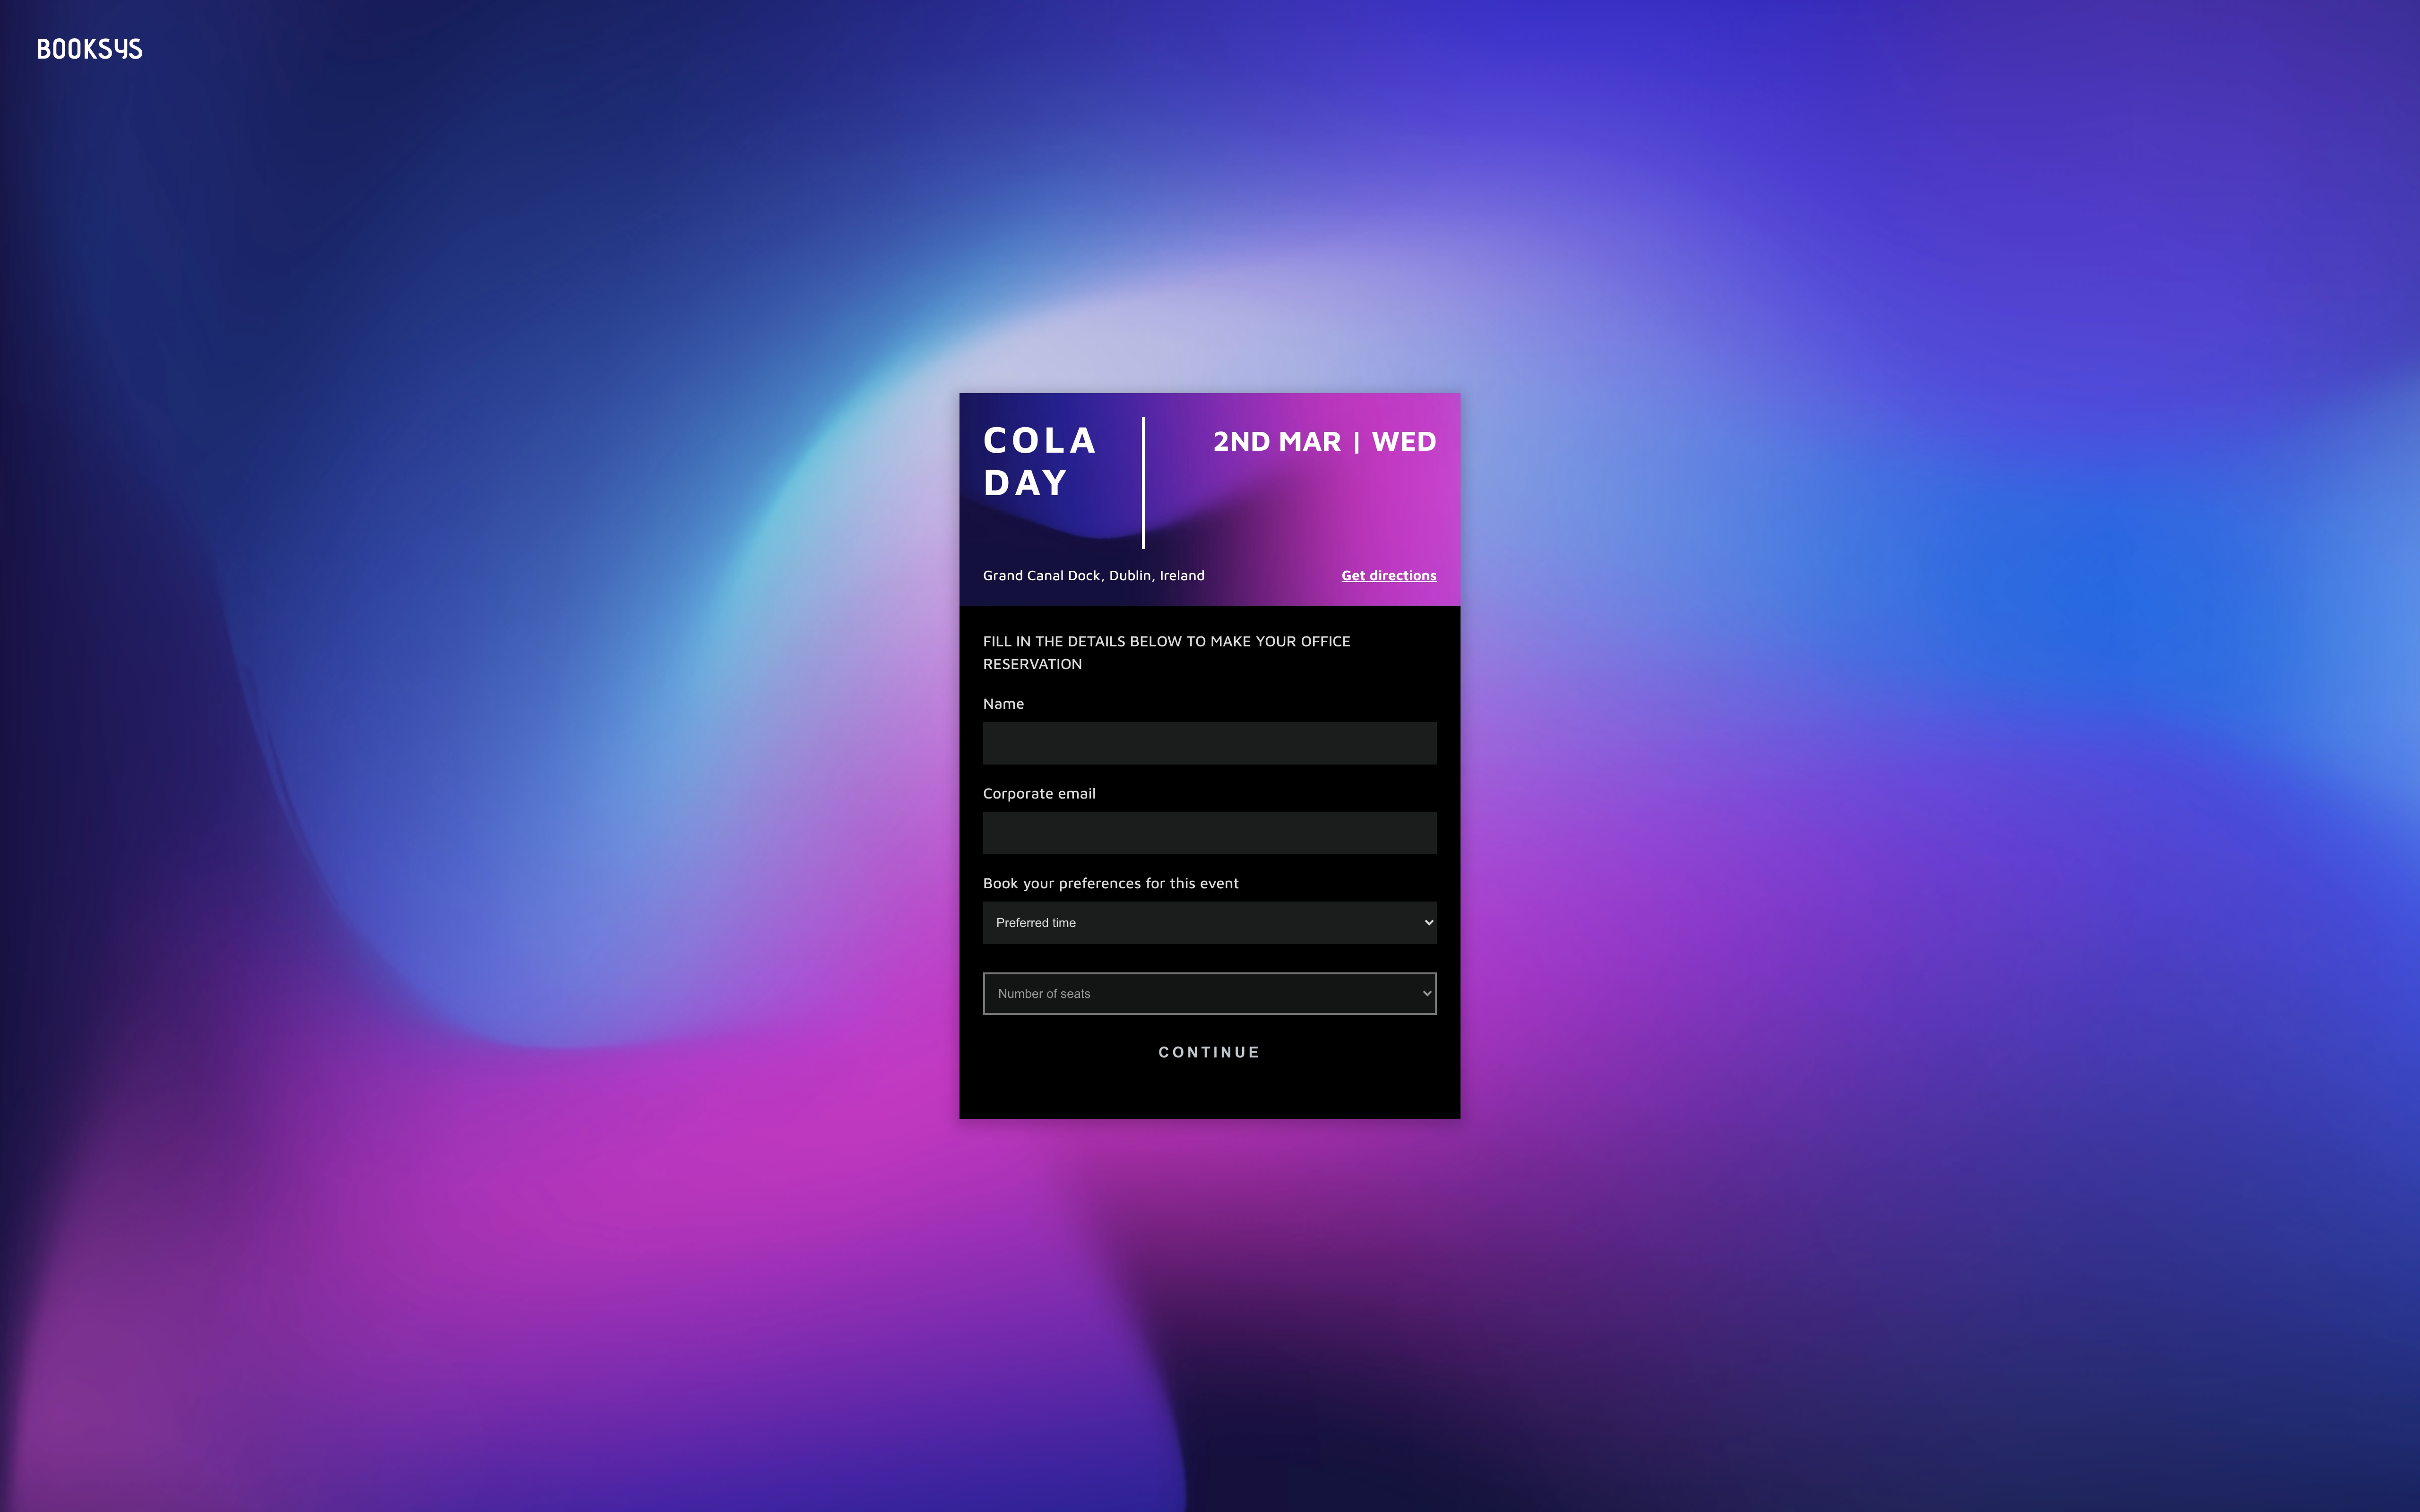 BOOKSYS
COLA
DAY
2ND MAR | WED
Grand Canal Dock, Dublin, Ireland
Get directions
FILL IN THE DETAILS BELOW TO MAKE YOUR OFFICE
RESERVATION
Name
Corporate email
Book your preferences for this event
Preferred time
Number of seats
CONTINUE